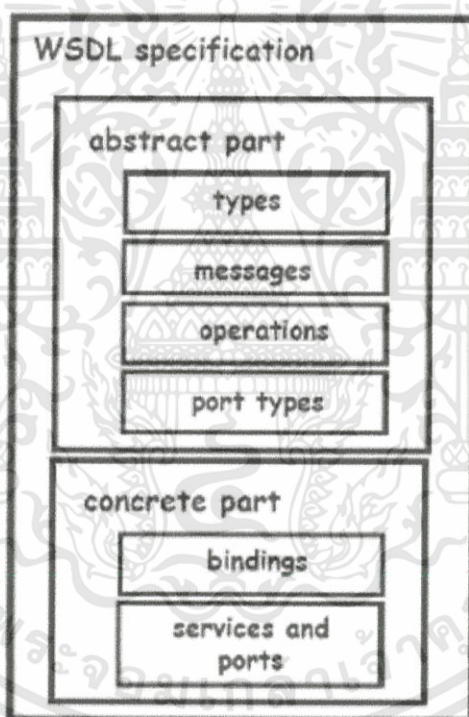 WSDL specification
abstract part
types
messages
operations
port types
concrete part
bindings
services and
ports